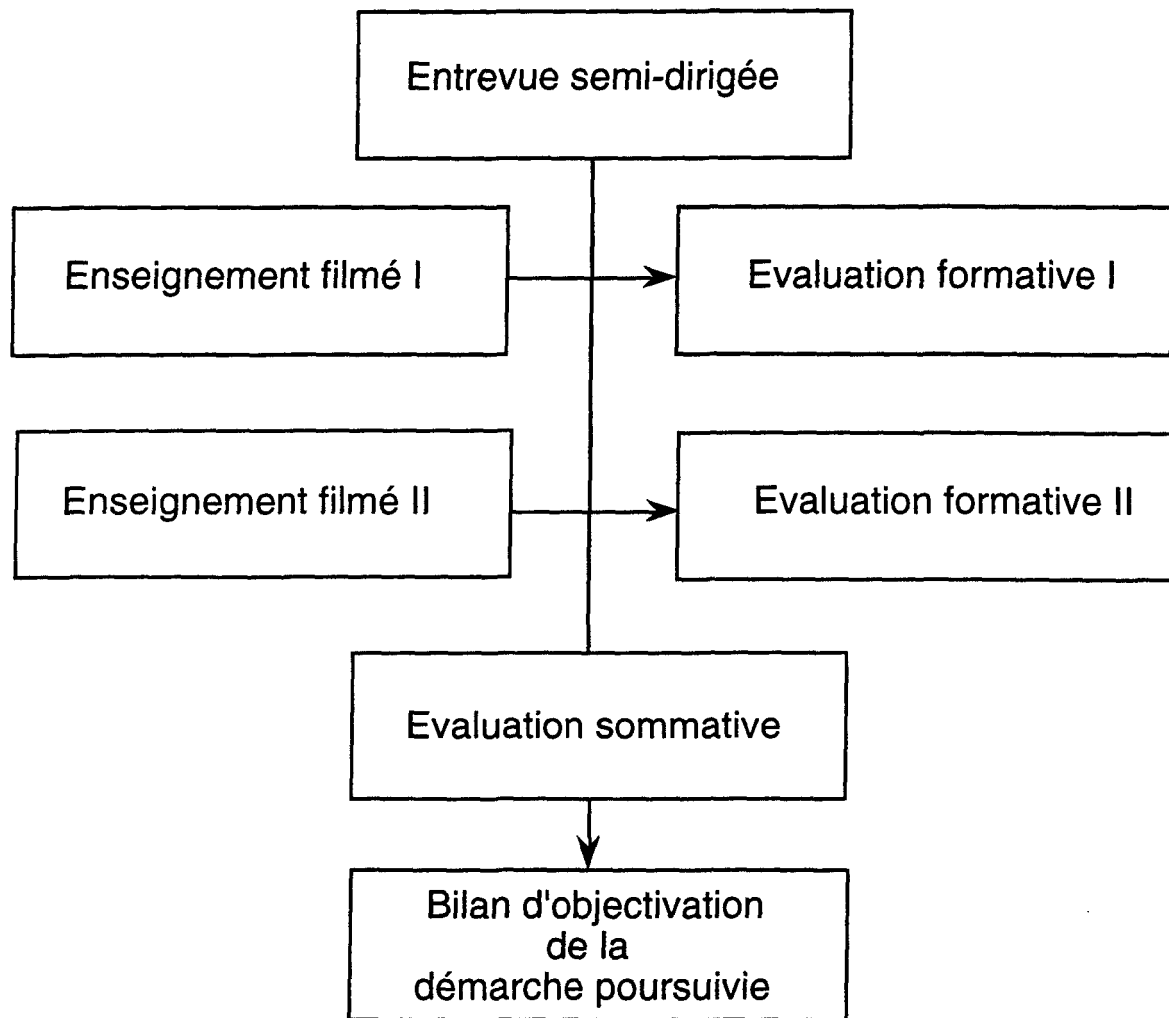 Entrevue semi-dirigée
Enseignement filmé I
Evaluation formative I
Enseignement filmé II
Evaluation formative II
Evaluation sommative
Bilan d'objectivation
de la
démarche poursuivie